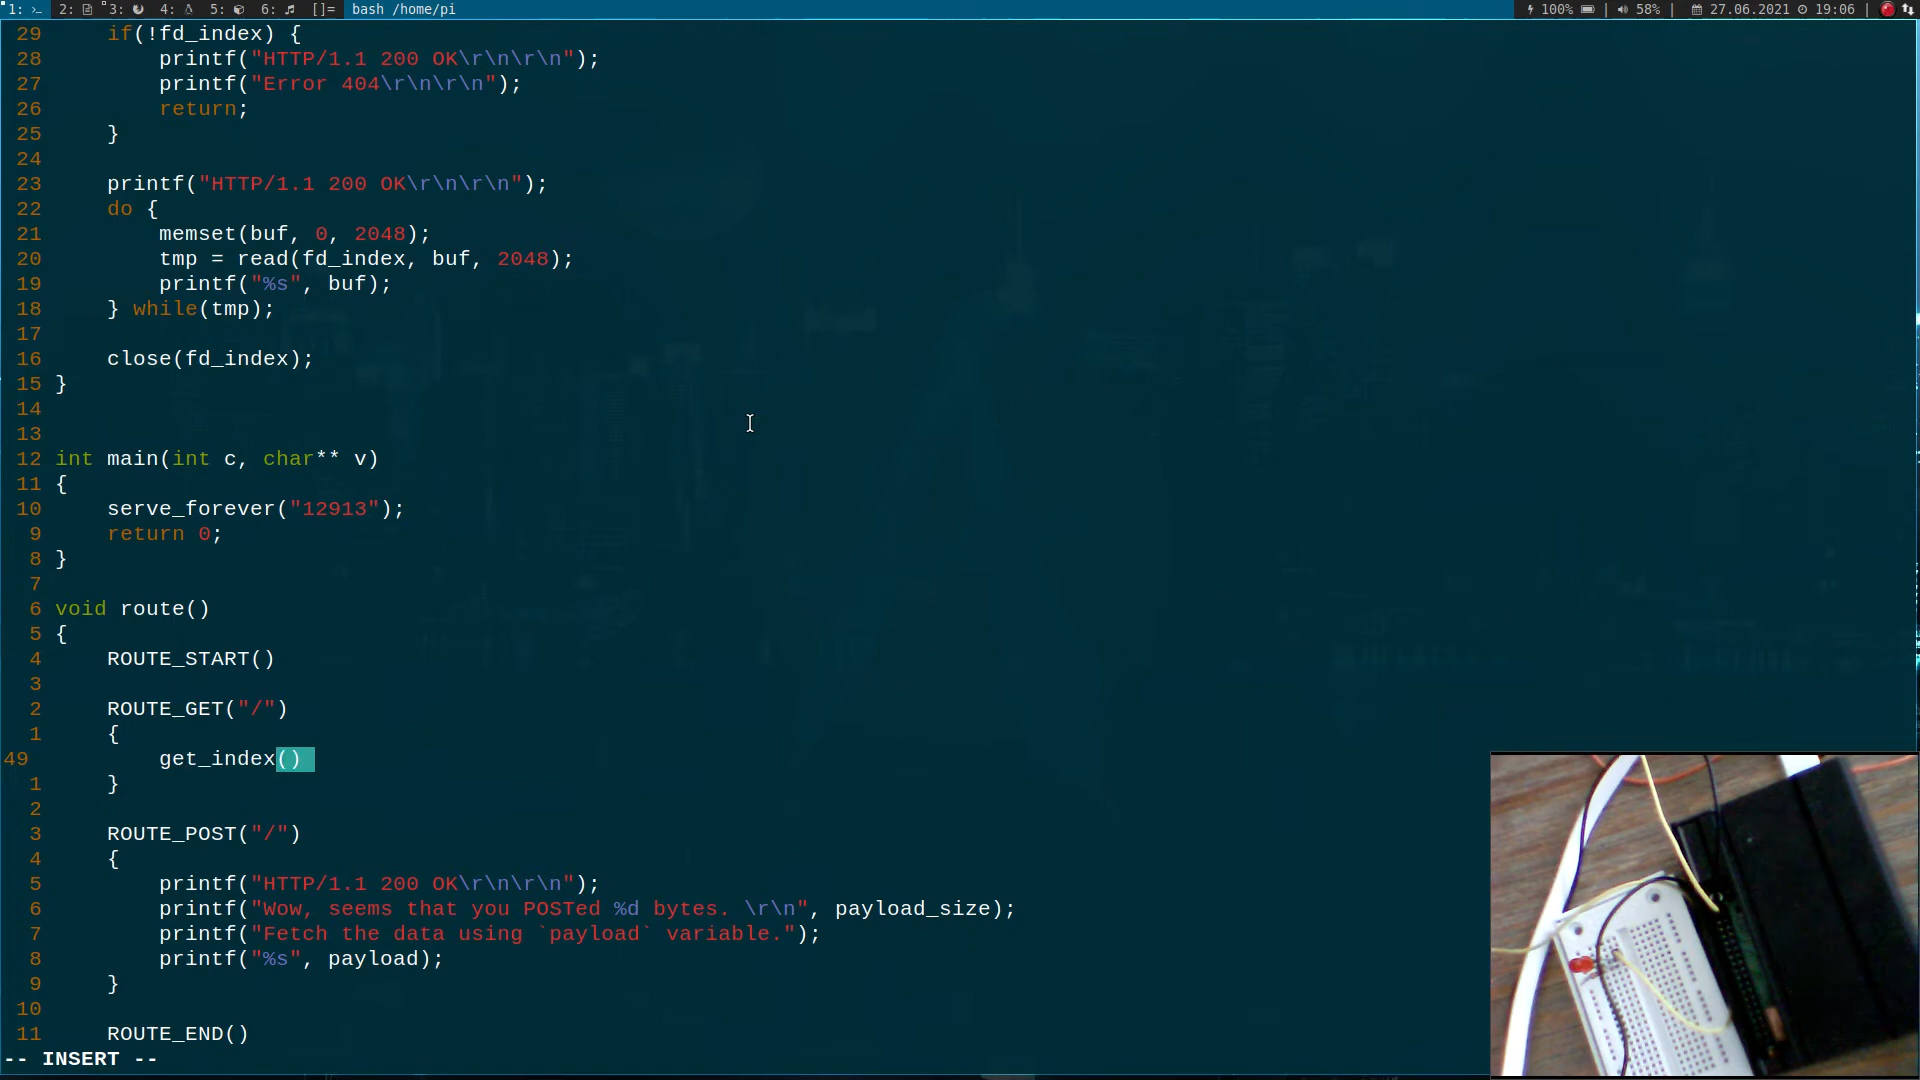 1: 2: 3: 4: 5: 6: []= bash /home/pi 100% | 58% | 27.06.2021 19:06 |
29 if(!fd_index) {
28 printf("HTTP/1.1 200 OK\r\n\r\n");
27 printf("Error 404\r\n\r\n");
26 return;
25 }
24
23 printf("HTTP/1.1 200 OK\r\n\r\n");
22 do {
21 memset(buf, 0, 2048);
20 tmp = read(fd_index, buf, 2048);
19 printf("%s", buf);
18 } while(tmp);
17
16 close(fd_index);
15 }
14
13
12 int main(int c, char** v)
11 {
10 serve_forever("12913");
9 return 0;
8 }
7
6 void route()
5 {
4 ROUTE_START()
3
2 ROUTE_GET("/")
1 {
49 get_index()
1 }
2
3 ROUTE_POST("/")
4 {
5 printf("HTTP/1.1 200 OK\r\n\r\n");
6 printf("Wow, seems that you POSTed %d bytes. \r\n", payload_size);
7 printf("Fetch the data using `payload` variable.");
8 printf("%s", payload);
9 }
10
11 ROUTE_END()
-- INSERT --